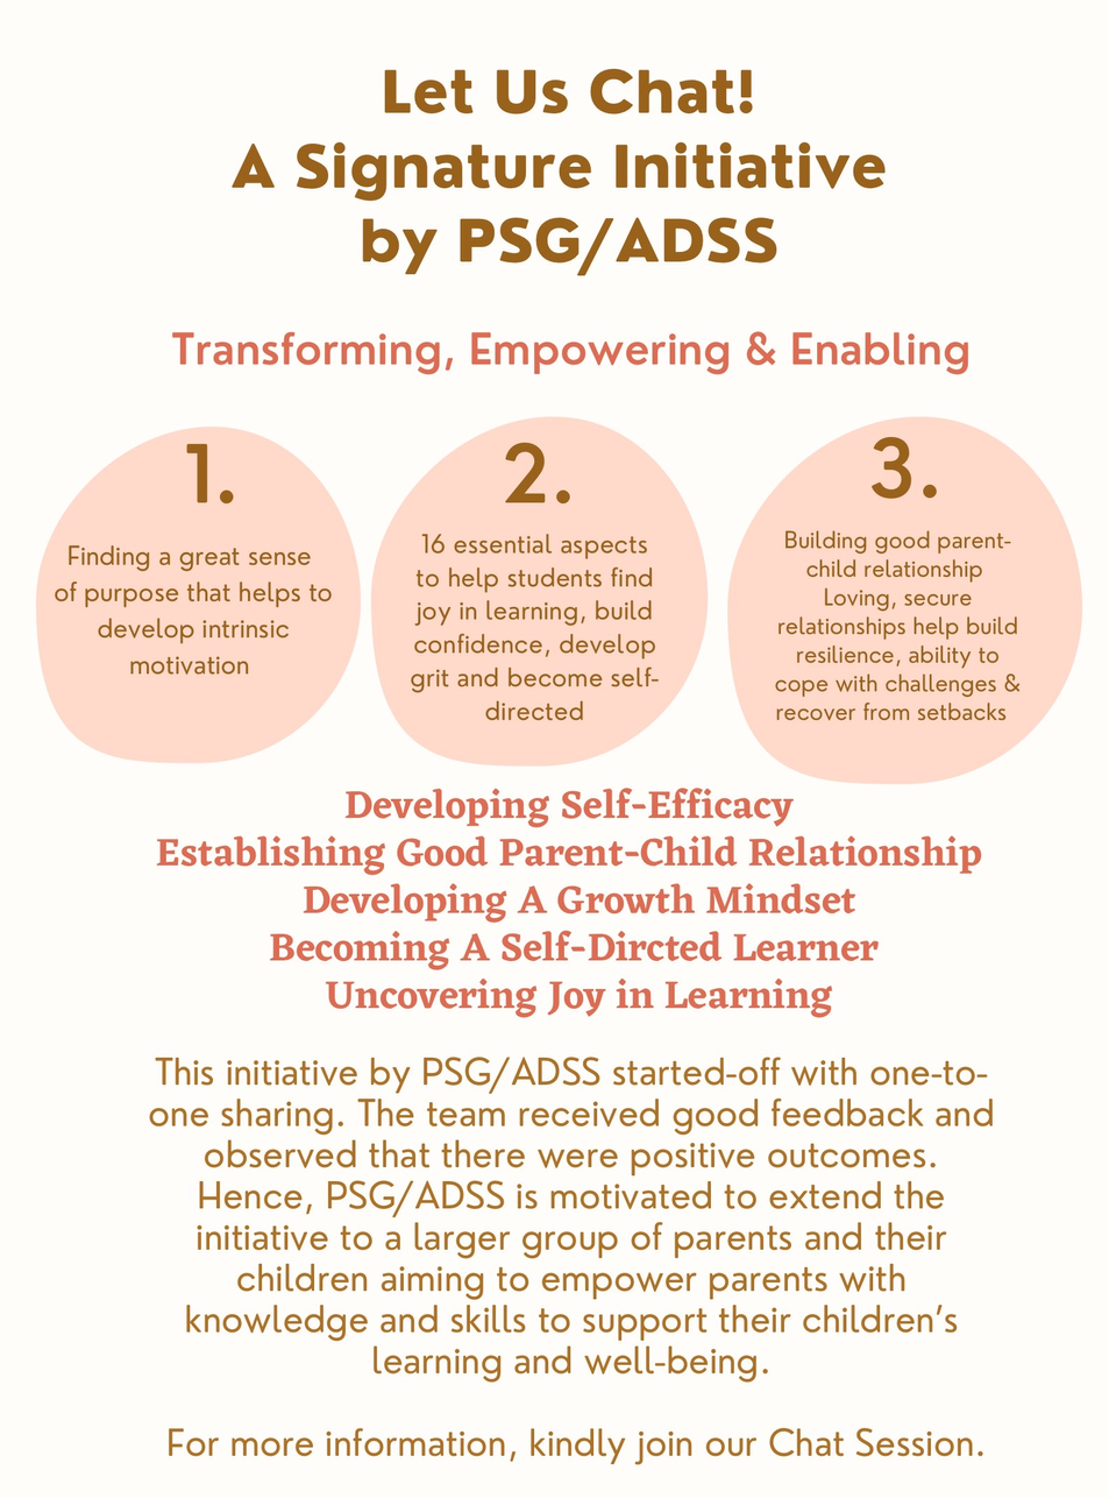 Let Us Chat!
A Signature Initiative
by PSG/ADSS
Transforming, Empowering & Enabling
1.
Finding a great sense
of purpose that helps to
develop intrinsic
motivation
2.
16 essential aspects
to help students find
joy in learning, build
confidence, develop
grit and become self-
directed
3.
Building good parent-
child relationship
Loving, secure
relationships help build
resilience, ability to
cope with challenges &
recover from setbacks
Developing Self-Efficacy
Establishing Good Parent-Child Relationship
Developing A Growth Mindset
Becoming A Self-Dircted Learner
Uncovering Joy in Learning
This initiative by PSG/ADSS started-off with one-to-
one sharing. The team received good feedback and
observed that there were positive outcomes.
Hence, PSG/ADSS is motivated to extend the
initiative to a larger group of parents and their
children aiming to empower parents with
knowledge and skills to support their children’s
learning and well-being.
For more information, kindly join our Chat Session.